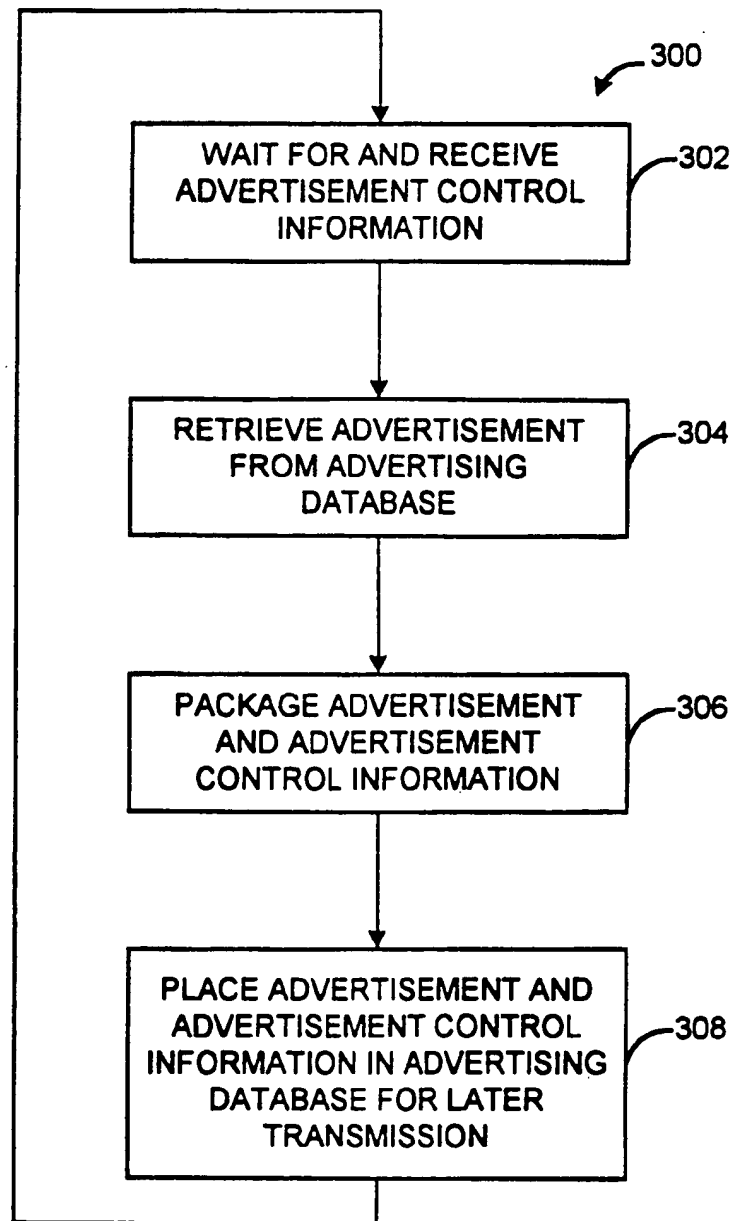 300
WAIT FOR AND RECEIVE
ADVERTISEMENT CONTROL
INFORMATION
302
RETRIEVE ADVERTISEMENT
FROM ADVERTISING
DATABASE
304
PACKAGE ADVERTISEMENT
AND ADVERTISEMENT
CONTROL INFORMATION
306
PLACE ADVERTISEMENT AND
ADVERTISEMENT CONTROL
INFORMATION IN ADVERTISING
DATABASE FOR LATER
TRANSMISSION
308